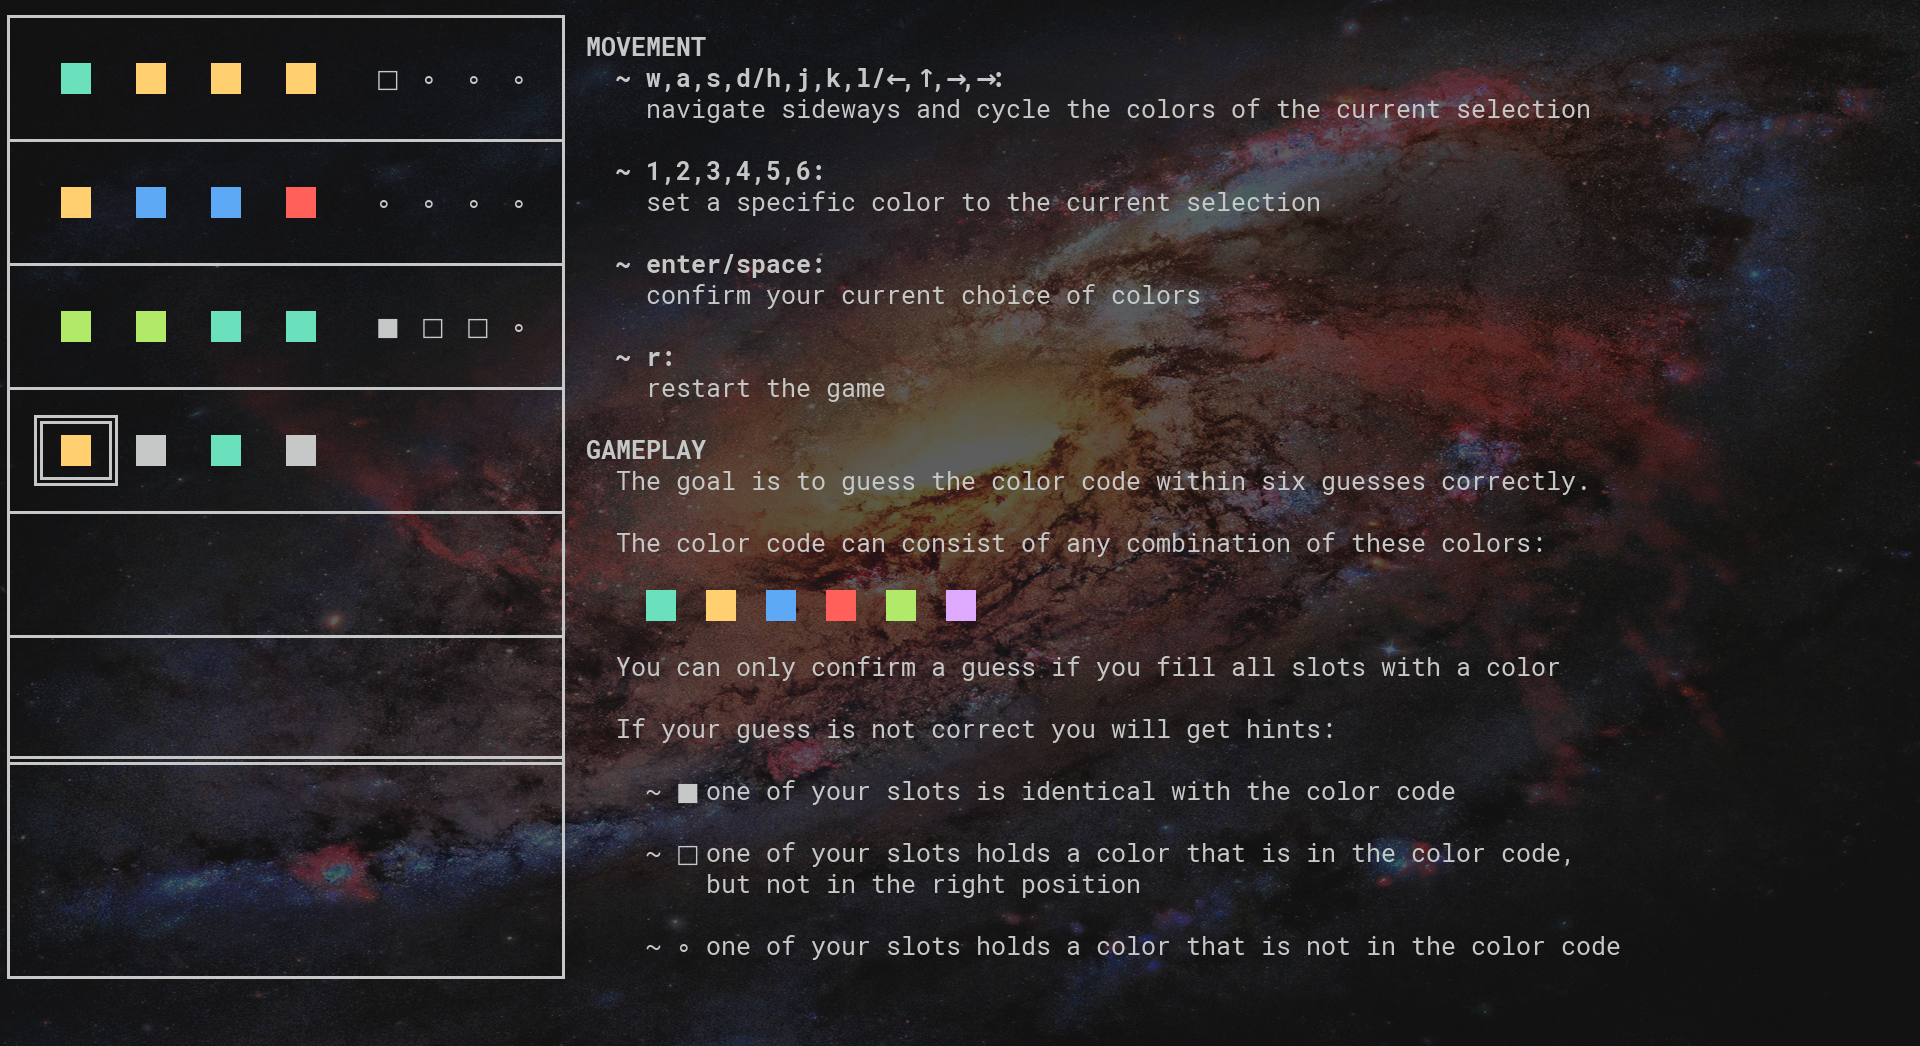 MOVEMENT
~ w,a,s,d/h,j,k,l/←,↑,→,→:
navigate sideways and cycle the colors of the current selection
~ 1,2,3,4,5,6:
set a specific color to the current selection
~ enter/space:
confirm your current choice of colors
~ r:
restart the game
GAMEPLAY
The goal is to guess the color code within six guesses correctly.
The color code can consist of any combination of these colors:
You can only confirm a guess if you fill all slots with a color
If your guess is not correct you will get hints:
~ ■ one of your slots is identical with the color code
~ □ one of your slots holds a color that is in the color code,
but not in the right position
~ ∘ one of your slots holds a color that is not in the color code